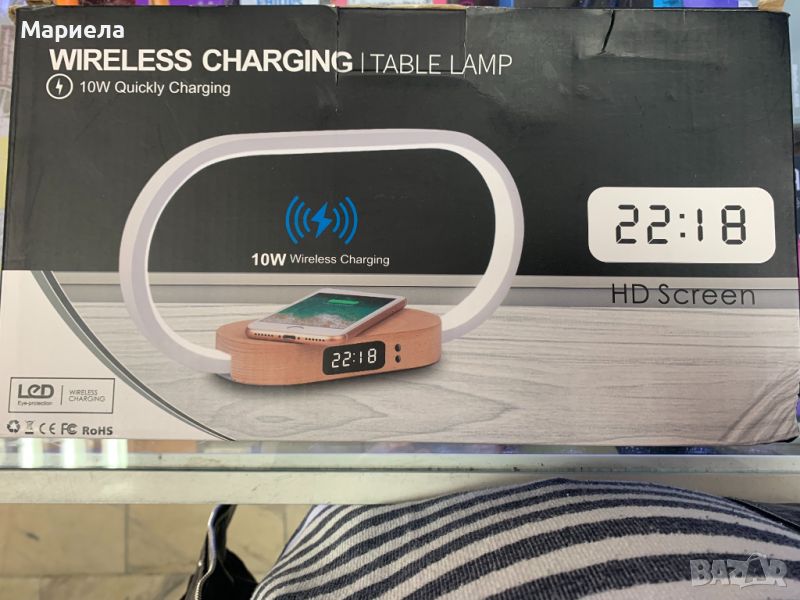 Мариела
WIRELESS CHARGING | TABLE LAMP
10W Quickly Charging
10W Wireless Charging
22:18
HD Screen
22:18
LED
Eye-protection
WIRELESS
CHARGING
CE FC RoHS
BAZAR